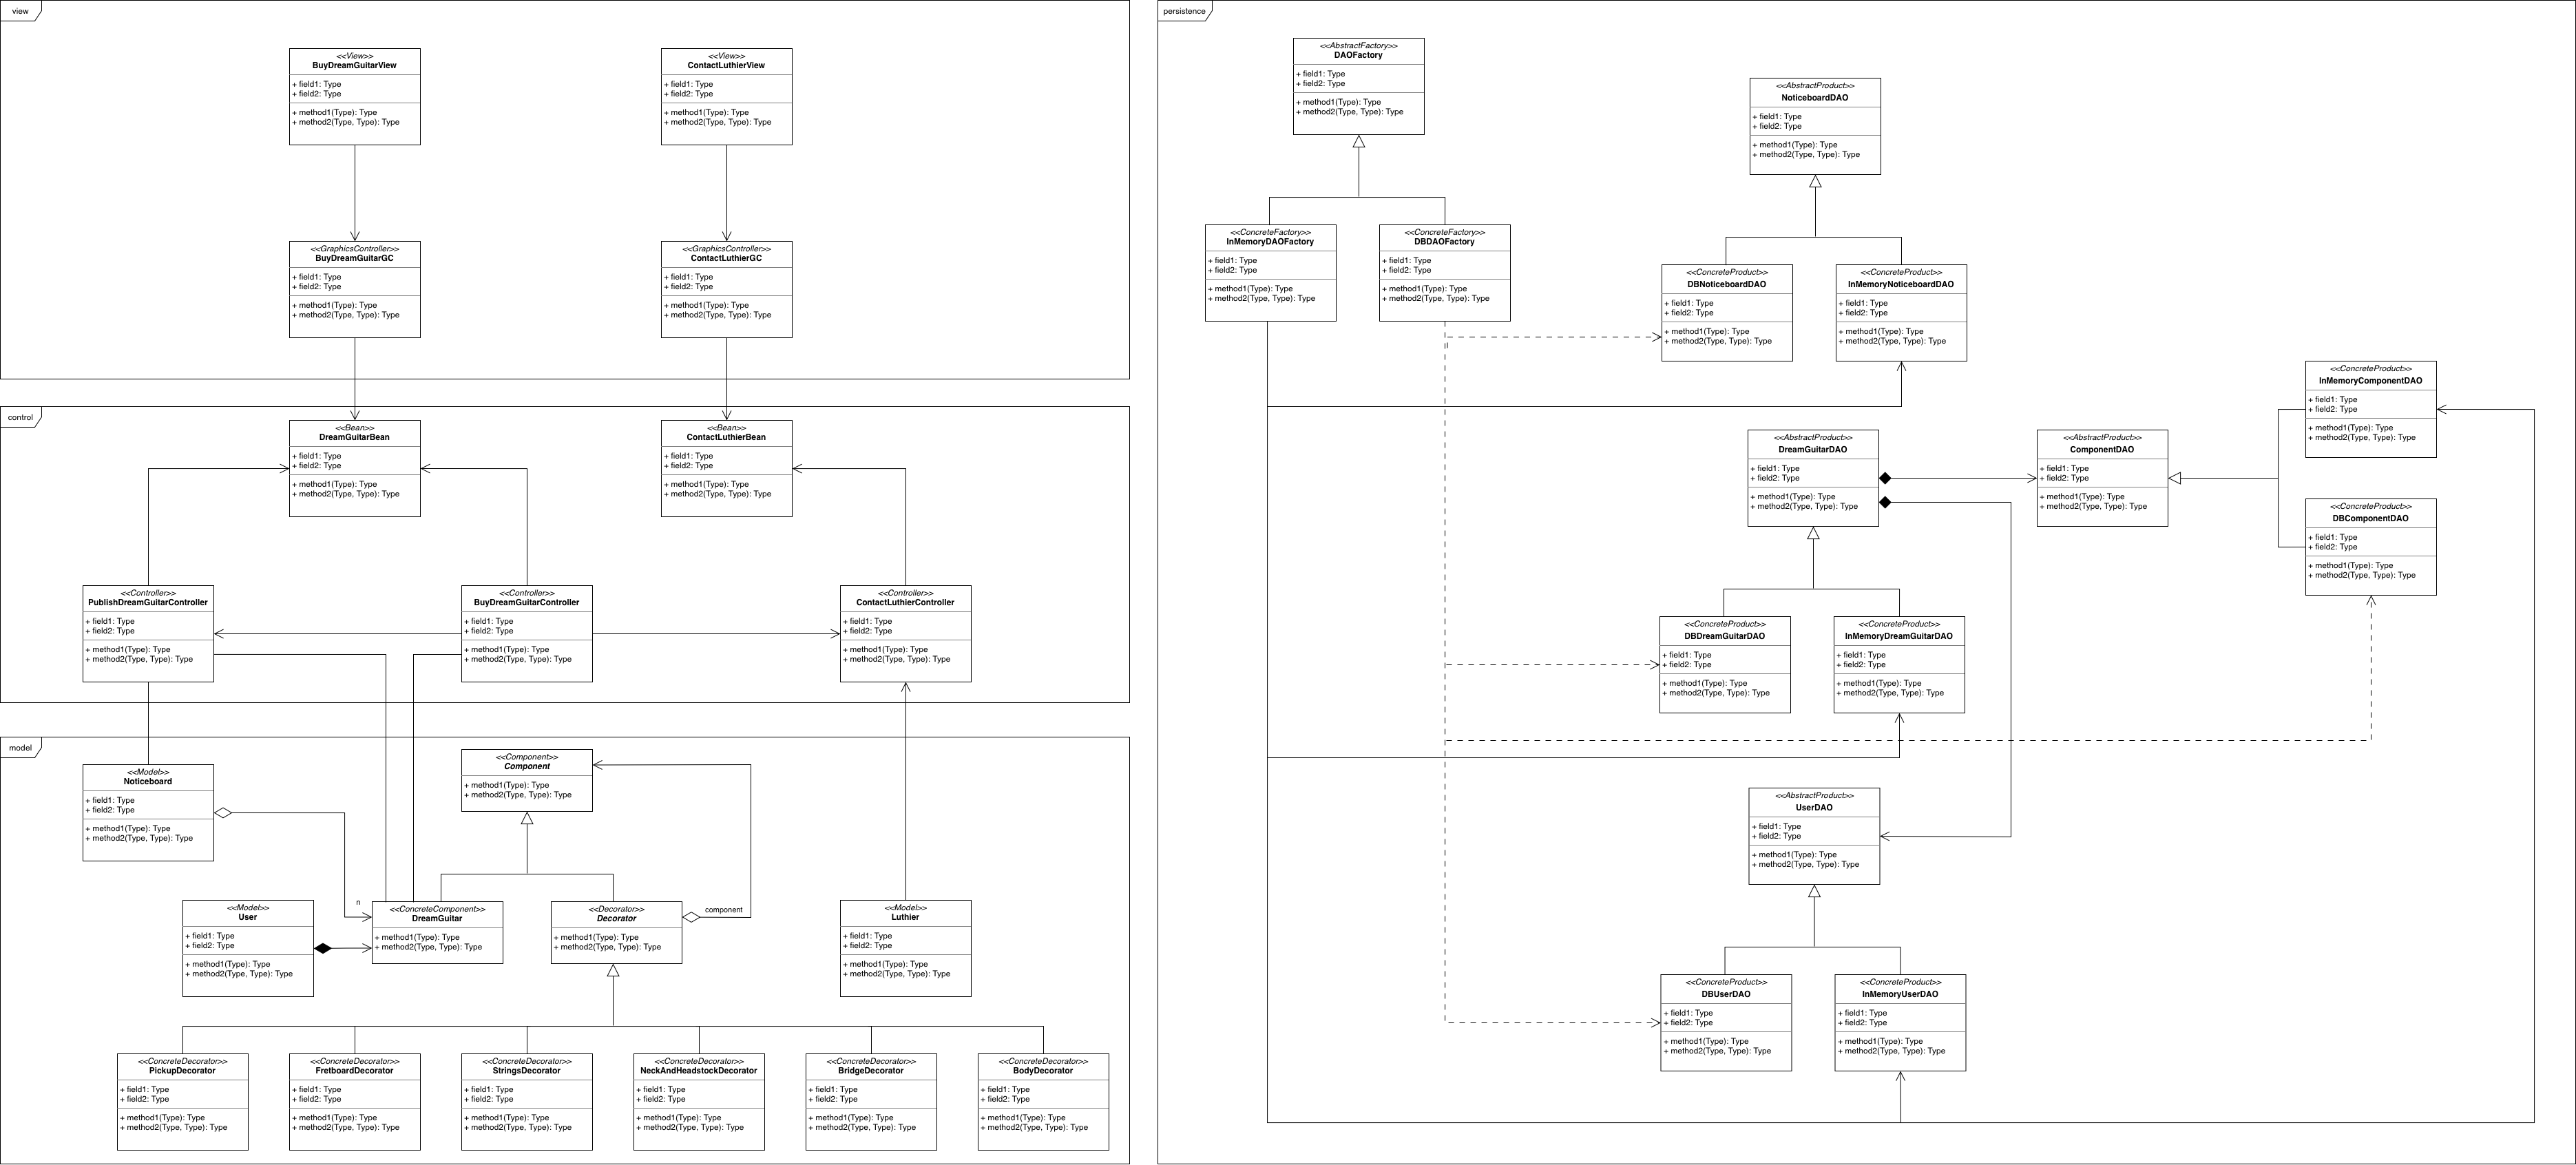 view
<<View>>
BuyDreamGuitarView
+ field1: Type
+ field2: Type
+ method1(Type): Type
+ method2(Type, Type): Type
<<View>>
ContactLuthierView
+ field1: Type
+ field2: Type
+ method1(Type): Type
+ method2(Type, Type): Type
<<GraphicsController>>
BuyDreamGuitarGC
+ field1: Type
+ field2: Type
+ method1(Type): Type
+ method2(Type, Type): Type
<<GraphicsController>>
ContactLuthierGC
+ field1: Type
+ field2: Type
+ method1(Type): Type
+ method2(Type, Type): Type
control
<<Bean>>
DreamGuitarBean
+ field1: Type
+ field2: Type
+ method1(Type): Type
+ method2(Type, Type): Type
<<Bean>>
ContactLuthierBean
+ field1: Type
+ field2: Type
+ method1(Type): Type
+ method2(Type, Type): Type
<<Controller>>
PublishDreamGuitarController
+ field1: Type
+ field2: Type
+ method1(Type): Type
+ method2(Type, Type): Type
<<Controller>>
BuyDreamGuitarController
+ field1: Type
+ field2: Type
+ method1(Type): Type
+ method2(Type, Type): Type
<<Controller>>
ContactLuthierController
+ field1: Type
+ field2: Type
+ method1(Type): Type
+ method2(Type, Type): Type
model
<<Model>>
Noticeboard
+ field1: Type
+ field2: Type
+ method1(Type): Type
+ method2(Type, Type): Type
<<Component>>
Component
+ method1(Type): Type
+ method2(Type, Type): Type
<<Model>>
User
+ field1: Type
+ field2: Type
+ method1(Type): Type
+ method2(Type, Type): Type
n
<<ConcreteComponent>>
DreamGuitar
+ method1(Type): Type
+ method2(Type, Type): Type
<<Decorator>>
Decorator
+ method1(Type): Type
+ method2(Type, Type): Type
component
<<Model>>
Luthier
+ field1: Type
+ field2: Type
+ method1(Type): Type
+ method2(Type, Type): Type
<<ConcreteDecorator>>
PickupDecorator
+ field1: Type
+ field2: Type
+ method1(Type): Type
+ method2(Type, Type): Type
<<ConcreteDecorator>>
FretboardDecorator
+ field1: Type
+ field2: Type
+ method1(Type): Type
+ method2(Type, Type): Type
<<ConcreteDecorator>>
StringsDecorator
+ field1: Type
+ field2: Type
+ method1(Type): Type
+ method2(Type, Type): Type
<<ConcreteDecorator>>
NeckAndHeadstockDecorator
+ field1: Type
+ field2: Type
+ method1(Type): Type
+ method2(Type, Type): Type
<<ConcreteDecorator>>
BridgeDecorator
+ field1: Type
+ field2: Type
+ method1(Type): Type
+ method2(Type, Type): Type
<<ConcreteDecorator>>
BodyDecorator
+ field1: Type
+ field2: Type
+ method1(Type): Type
+ method2(Type, Type): Type
persistence
<<AbstractFactory>>
DAOFactory
+ field1: Type
+ field2: Type
+ method1(Type): Type
+ method2(Type, Type): Type
<<AbstractProduct>>
NoticeboardDAO
+ field1: Type
+ field2: Type
+ method1(Type): Type
+ method2(Type, Type): Type
<<ConcreteFactory>>
InMemoryDAOFactory
+ field1: Type
+ field2: Type
+ method1(Type): Type
+ method2(Type, Type): Type
<<ConcreteFactory>>
DBDAOFactory
+ field1: Type
+ field2: Type
+ method1(Type): Type
+ method2(Type, Type): Type
<<ConcreteProduct>>
DBNoticeboardDAO
+ field1: Type
+ field2: Type
+ method1(Type): Type
+ method2(Type, Type): Type
<<ConcreteProduct>>
InMemoryNoticeboardDAO
+ field1: Type
+ field2: Type
+ method1(Type): Type
+ method2(Type, Type): Type
<<ConcreteProduct>>
InMemoryComponentDAO
+ field1: Type
+ field2: Type
+ method1(Type): Type
+ method2(Type, Type): Type
<<AbstractProduct>>
DreamGuitarDAO
+ field1: Type
+ field2: Type
+ method1(Type): Type
+ method2(Type, Type): Type
<<AbstractProduct>>
ComponentDAO
+ field1: Type
+ field2: Type
+ method1(Type): Type
+ method2(Type, Type): Type
<<ConcreteProduct>>
DBComponentDAO
+ field1: Type
+ field2: Type
+ method1(Type): Type
+ method2(Type, Type): Type
<<ConcreteProduct>>
DBDreamGuitarDAO
+ field1: Type
+ field2: Type
+ method1(Type): Type
+ method2(Type, Type): Type
<<ConcreteProduct>>
InMemoryDreamGuitarDAO
+ field1: Type
+ field2: Type
+ method1(Type): Type
+ method2(Type, Type): Type
<<AbstractProduct>>
UserDAO
+ field1: Type
+ field2: Type
+ method1(Type): Type
+ method2(Type, Type): Type
<<ConcreteProduct>>
DBUserDAO
+ field1: Type
+ field2: Type
+ method1(Type): Type
+ method2(Type, Type): Type
<<ConcreteProduct>>
InMemoryUserDAO
+ field1: Type
+ field2: Type
+ method1(Type): Type
+ method2(Type, Type): Type